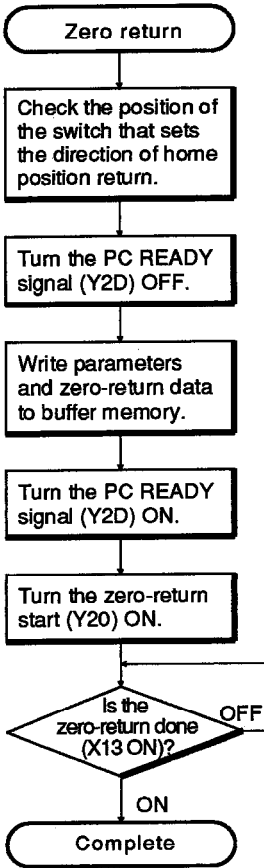 Zero return
Check the position of
the switch that sets
the direction of home
position return.
Turn the PC READY
signal (Y2D) OFF.
Write parameters
and zero-return data
to buffer memory.
Turn the PC READY
signal (Y2D) ON.
Turn the zero-return
start (Y20) ON.
Is the
zero-return done
(X13 ON)?
OFF
ON
Complete